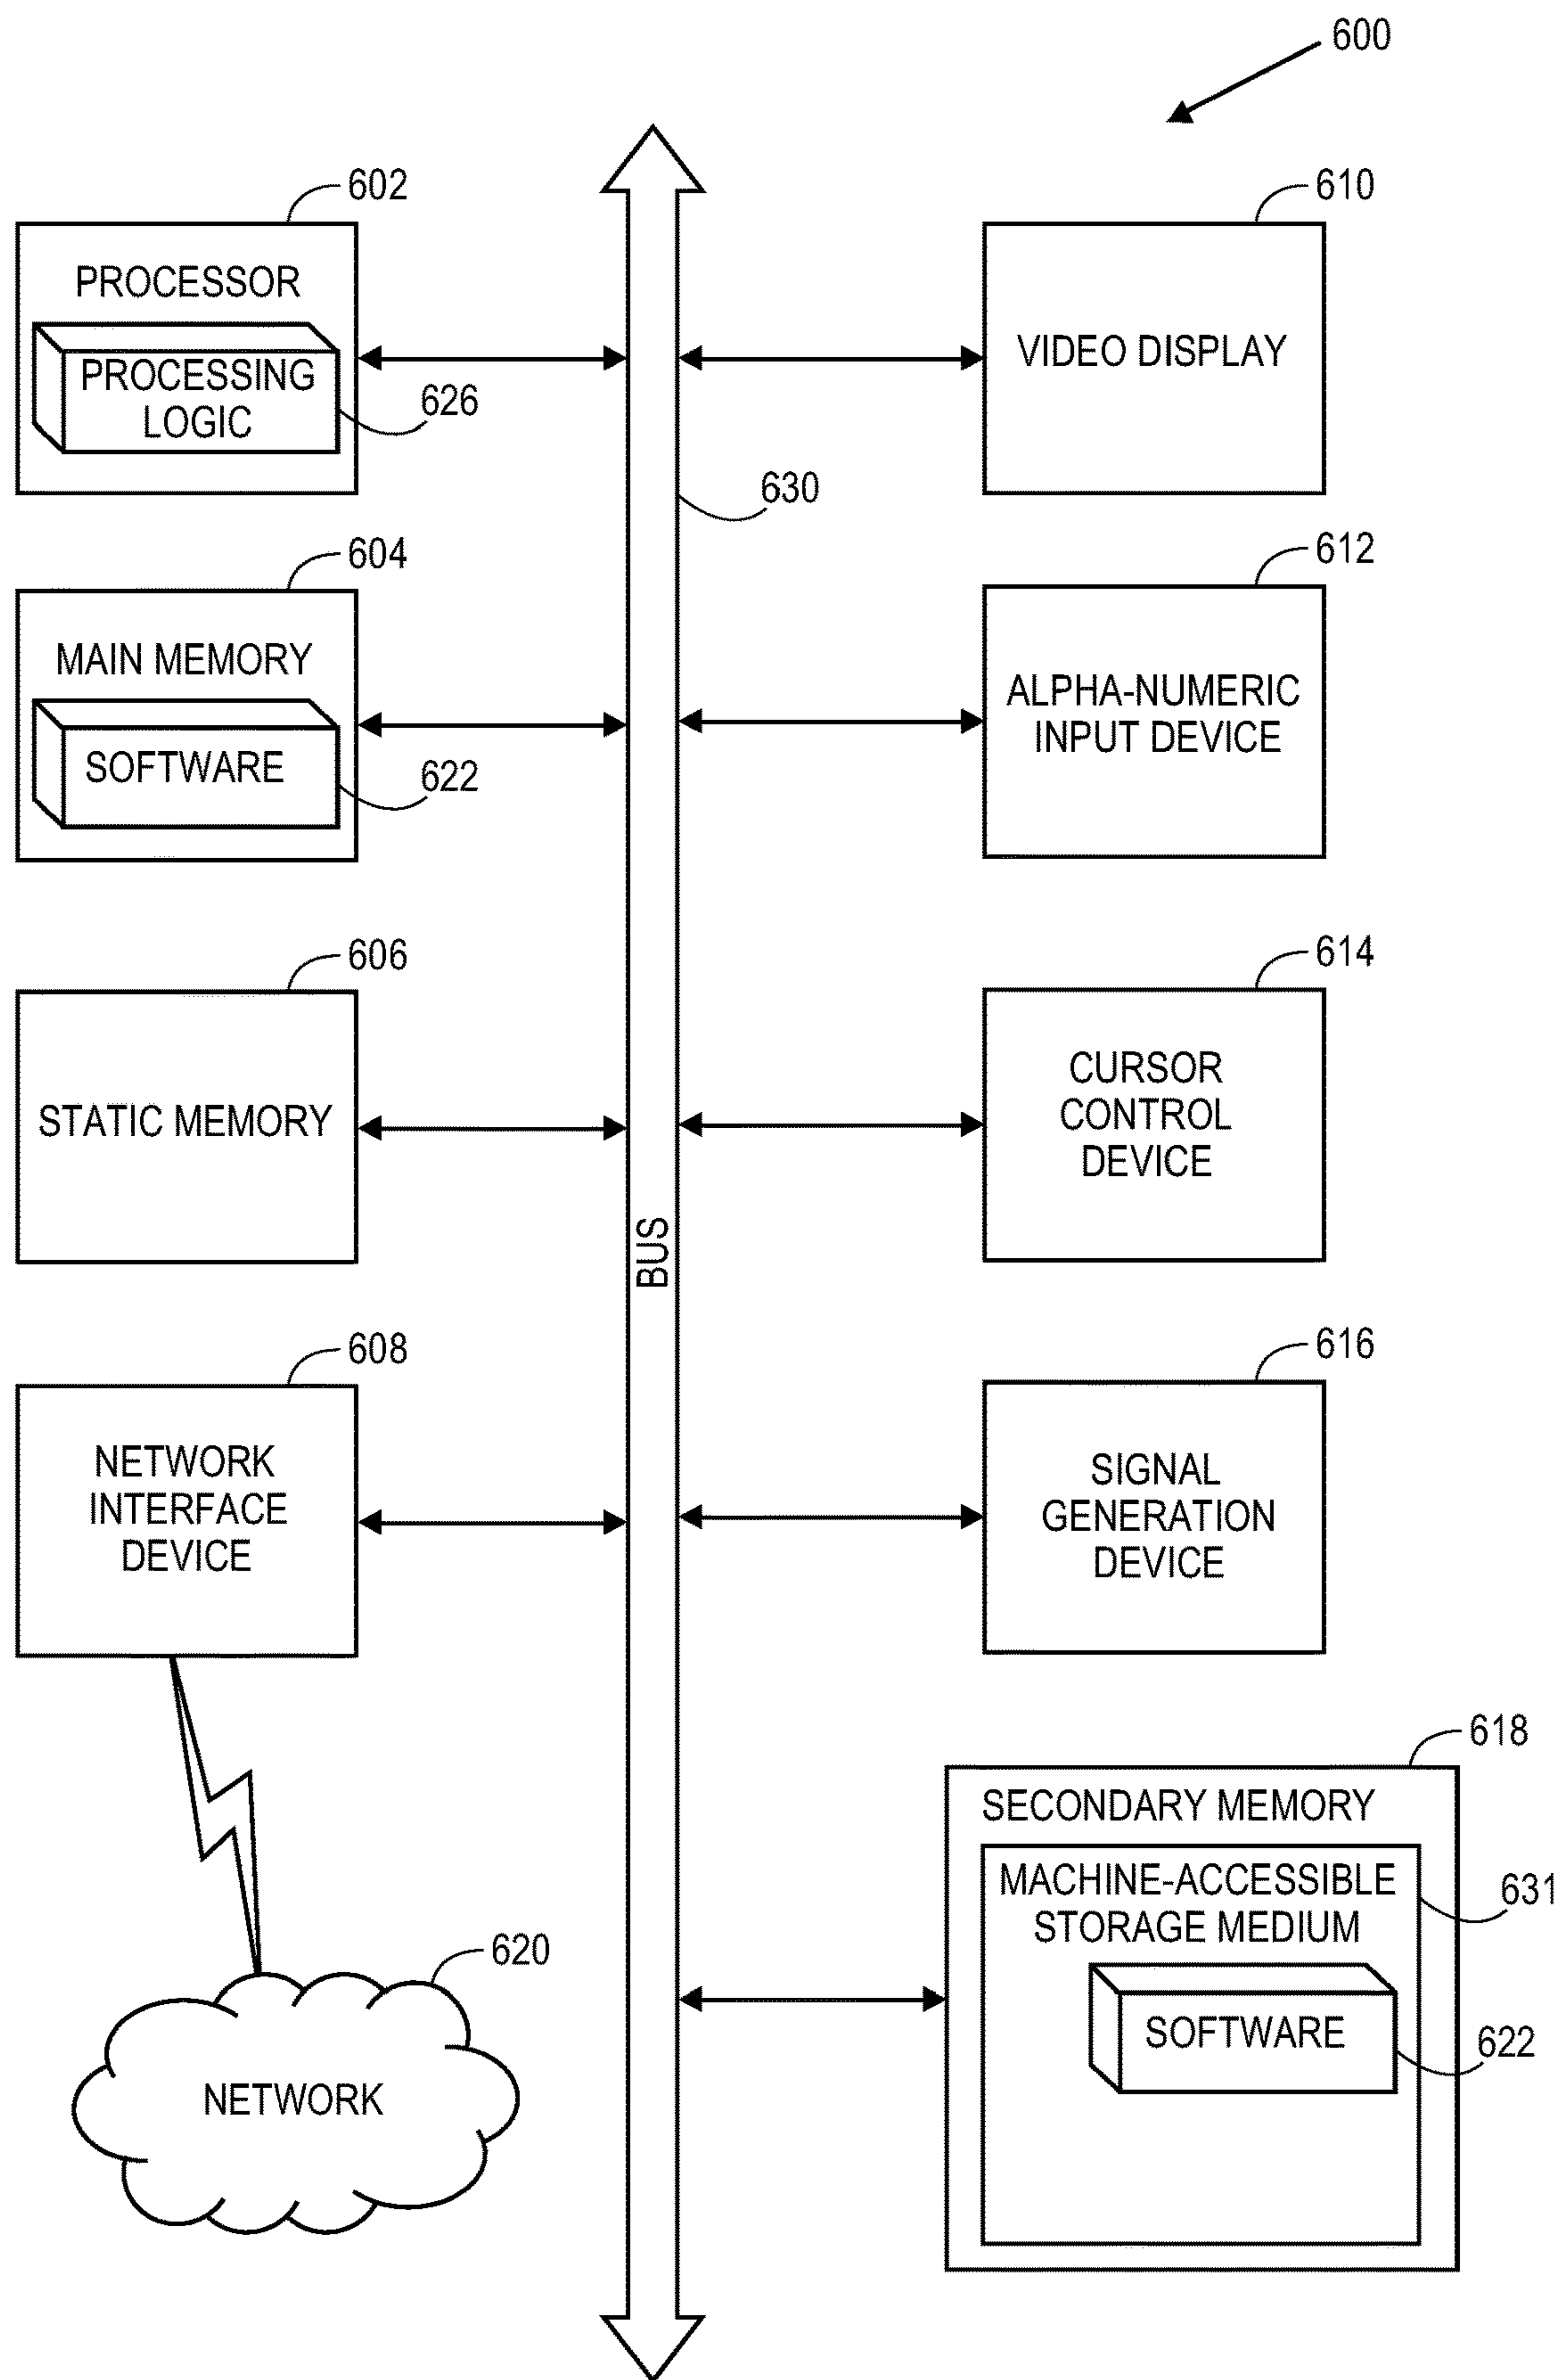 600
602
PROCESSOR
PROCESSING
LOGIC
626
610
VIDEO DISPLAY
630
604
MAIN MEMORY
SOFTWARE
622
612
ALPHA-NUMERIC
INPUT DEVICE
606
STATIC MEMORY
614
CURSOR
CONTROL
DEVICE
BUS
608
NETWORK
INTERFACE
DEVICE
616
SIGNAL
GENERATION
DEVICE
618
SECONDARY MEMORY
MACHINE-ACCESSIBLE
STORAGE MEDIUM
631
SOFTWARE
622
620
NETWORK